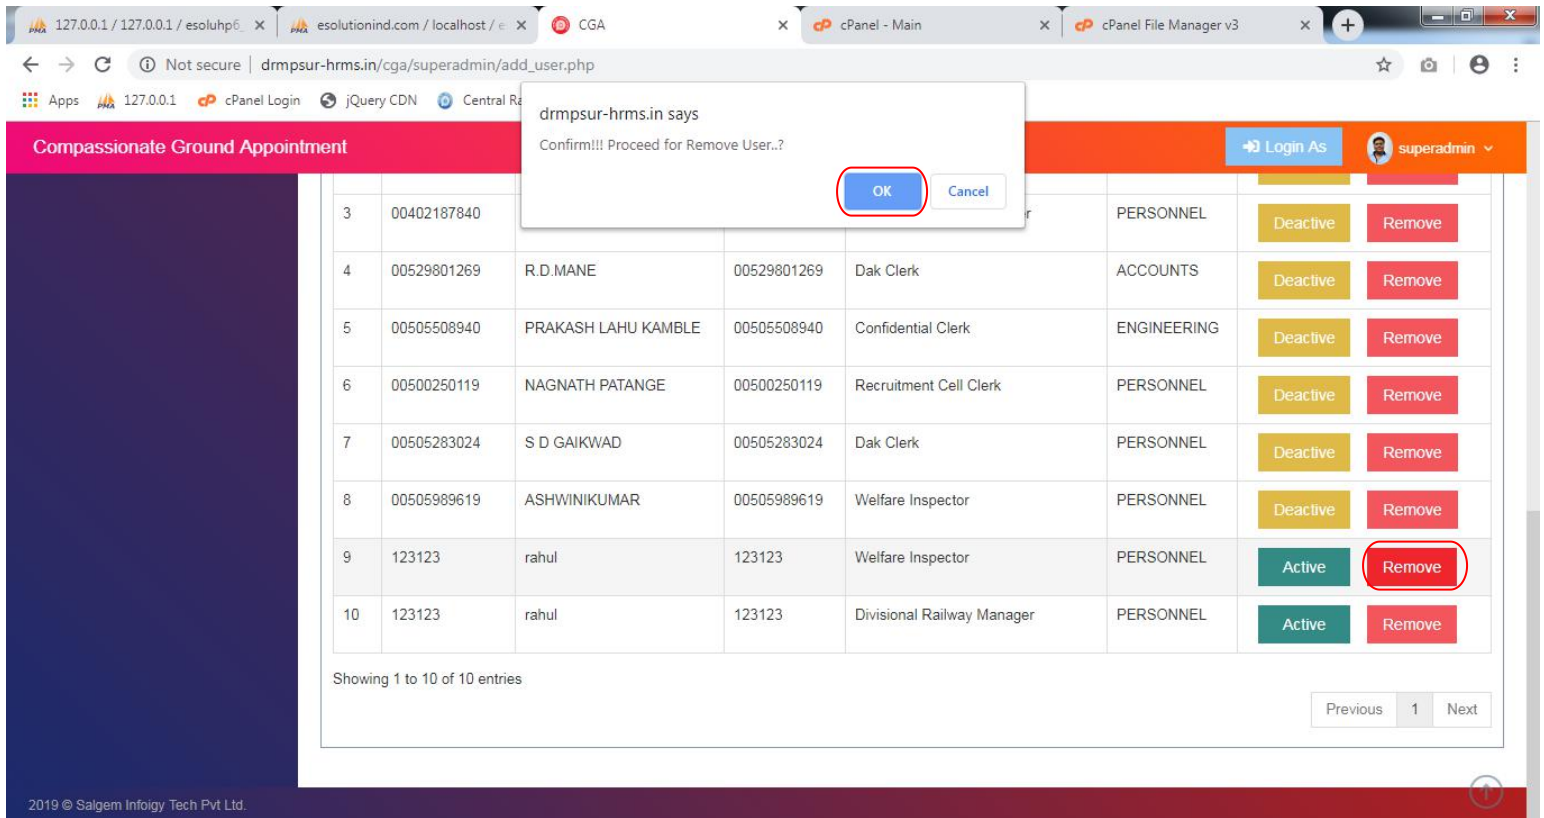 127.0.0.1 / 127.0.0.1 / esoluhp6_
esolutionind.com / localhost / e
CGA
cPanel - Main
cPanel File Manager v3
Not secure | drmpsur-hrms.in/cga/superadmin/add_user.php
Apps 127.0.0.1 cPanel Login jQuery CDN Central Ra
drmpsur-hrms.in says
Confirm!!! Proceed for Remove User..?
OK Cancel
Compassionate Ground Appointment Login As superadmin
3 00402187840 r PERSONNEL Deactive Remove
4 00529801269 R.D.MANE 00529801269 Dak Clerk ACCOUNTS Deactive Remove
5 00505508940 PRAKASH LAHU KAMBLE 00505508940 Confidential Clerk ENGINEERING Deactive Remove
6 00500250119 NAGNATH PATANGE 00500250119 Recruitment Cell Clerk PERSONNEL Deactive Remove
7 00505283024 S D GAIKWAD 00505283024 Dak Clerk PERSONNEL Deactive Remove
8 00505989619 ASHWINIKUMAR 00505989619 Welfare Inspector PERSONNEL Deactive Remove
9 123123 rahul 123123 Welfare Inspector PERSONNEL Active Remove
10 123123 rahul 123123 Divisional Railway Manager PERSONNEL Active Remove
Showing 1 to 10 of 10 entries
Previous 1 Next
2019 © Salgem Infoigy Tech Pvt Ltd.